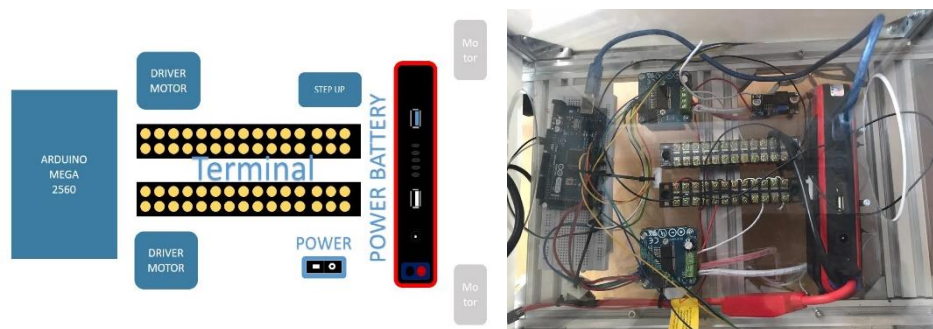 ARDUINO
MEGA
2560
DRIVER
MOTOR
STEP UP
Terminal
DRIVER
MOTOR
POWER
POWER BATTERY
Mo
tor
Mo
tor